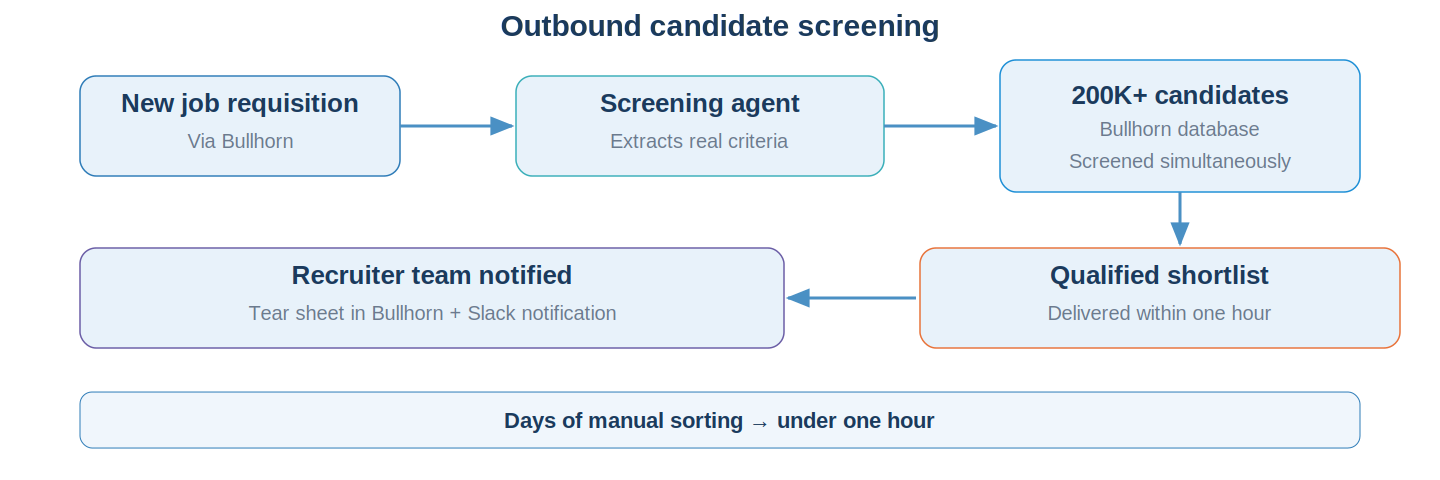 Outbound candidate screening
New job requisition
Via Bullhorn
Screening agent
Extracts real criteria
200K+ candidates
Bullhorn database
Screened simultaneously
Recruiter team notified
Tear sheet in Bullhorn + Slack notification
Qualified shortlist
Delivered within one hour
Days of manual sorting → under one hour